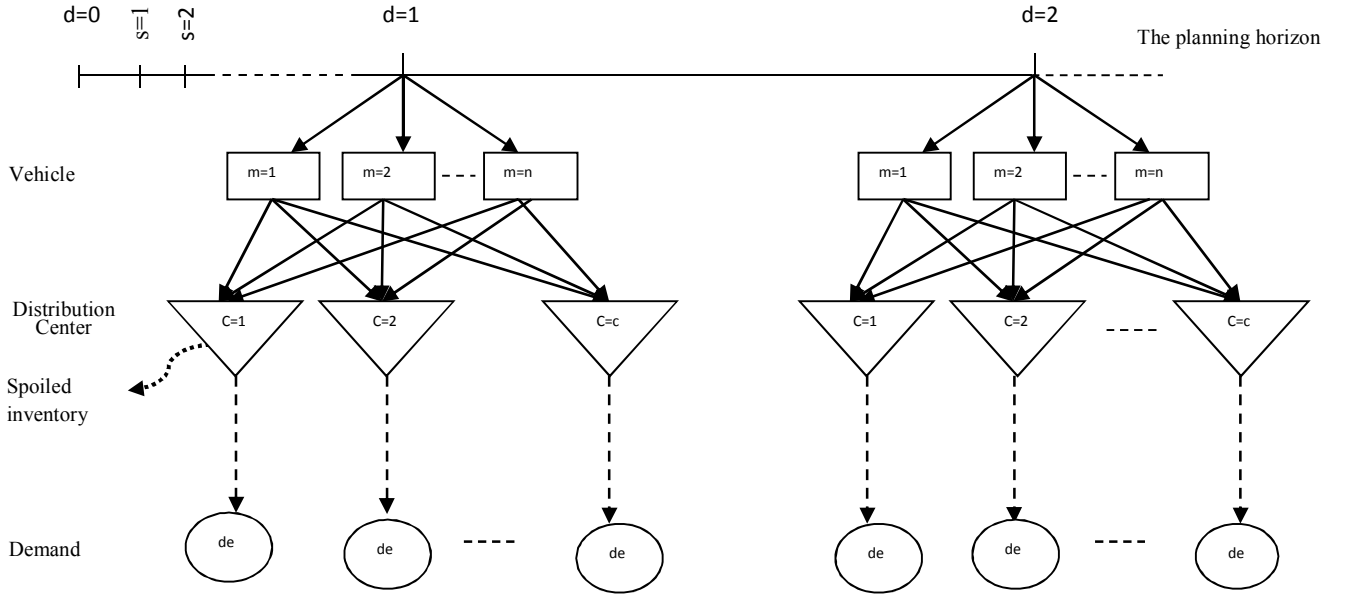 d=0
s=1
s=2
d=1
d=2
The planning horizon
Vehicle
m=1
m=2
m=n
m=1
m=2
m=n
Distribution
Center
C=1
C=2
C=c
C=1
C=2
C=c
Spoiled
inventory
Demand
de
de
de
de
de
de